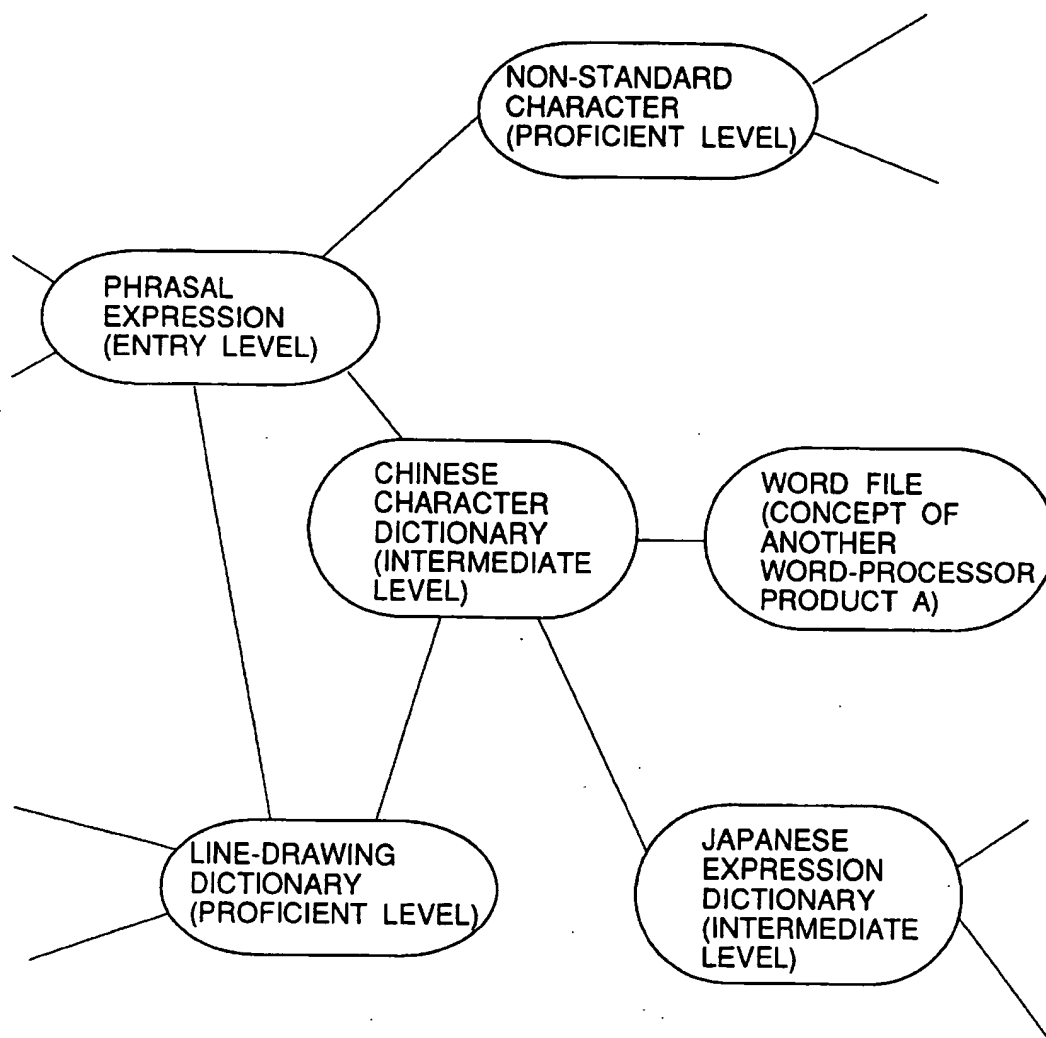 NON-STANDARD
CHARACTER
(PROFICIENT LEVEL)
PHRASAL
EXPRESSION
(ENTRY LEVEL)
CHINESE
CHARACTER
DICTIONARY
(INTERMEDIATE
LEVEL)
WORD FILE
(CONCEPT OF
ANOTHER
WORD-PROCESSOR
PRODUCT A)
LINE-DRAWING
DICTIONARY
(PROFICIENT LEVEL)
JAPANESE
EXPRESSION
DICTIONARY
(INTERMEDIATE
LEVEL)